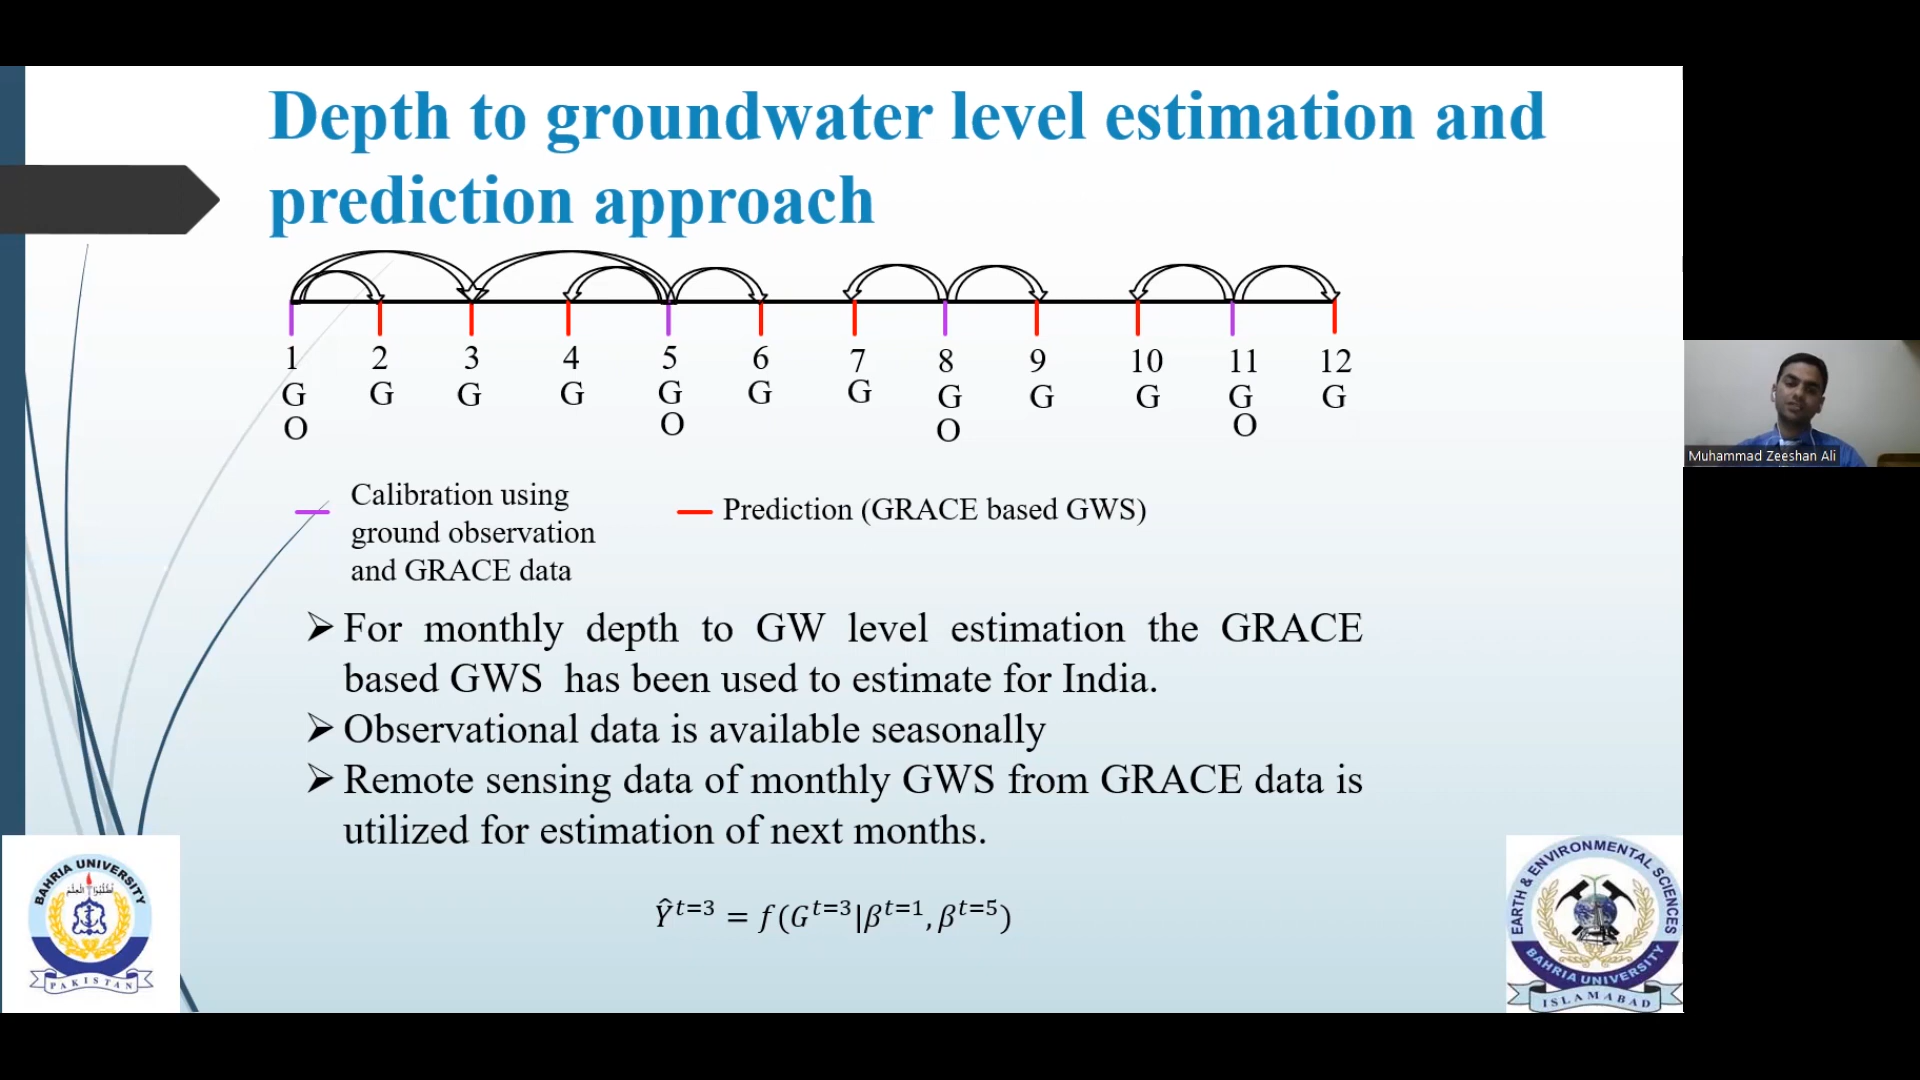 Depth to groundwater level estimation and
prediction approach
1 2 3 4 5 6 7 8 9 10 11 12
G G G G G G G G G G G G
O O O O
Calibration using
ground observation
and GRACE data
Prediction (GRACE based GWS)
➢ For monthly depth to GW level estimation the GRACE
based GWS has been used to estimate for India.
➢ Observational data is available seasonally
➢ Remote sensing data of monthly GWS from GRACE data is
utilized for estimation of next months.
Ŷᵗ⁼³ = f(Gᵗ⁼³|βᵗ⁼¹, βᵗ⁼⁵)
BAHRIA UNIVERSITY
PAKISTAN
EARTH & ENVIRONMENTAL SCIENCES
BAHRIA UNIVERSITY
ISLAMABAD
Muhammad Zeeshan Ali